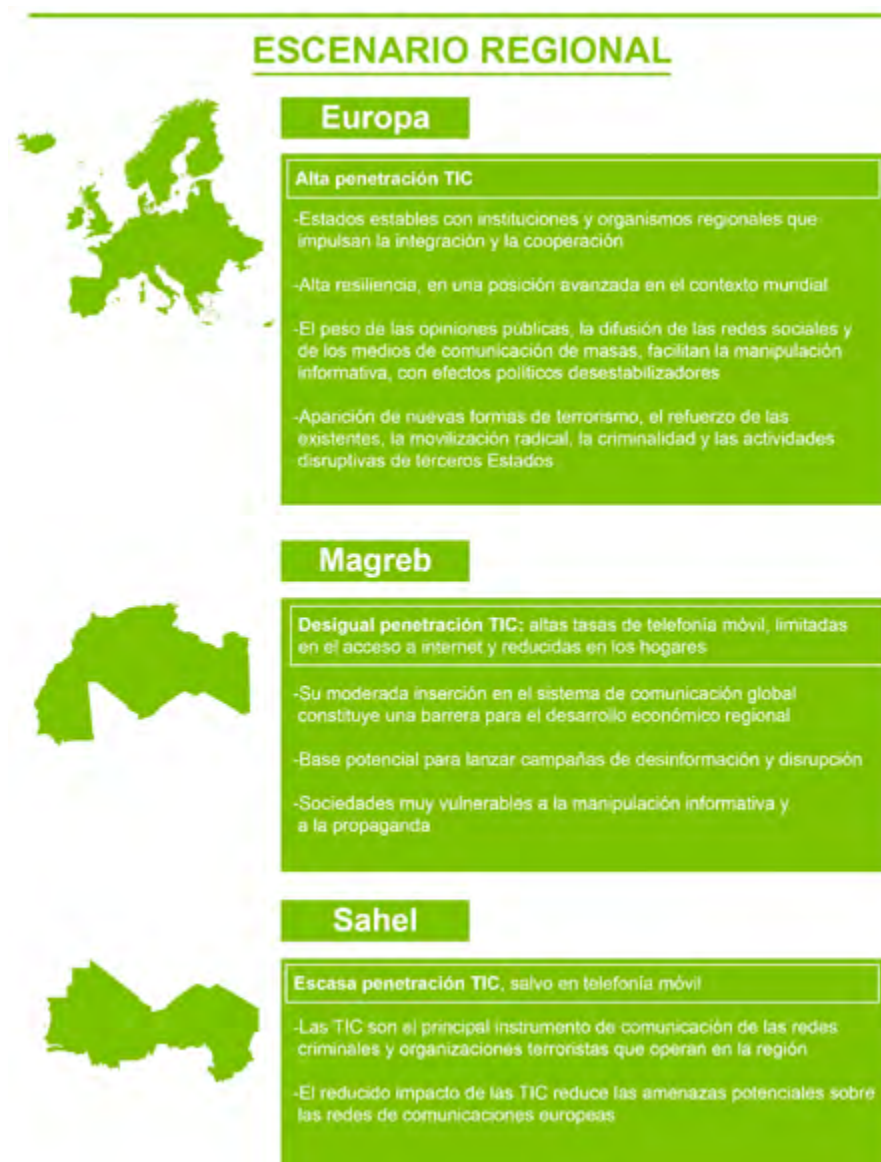 ESCENARIO REGIONAL
Europa
Alta penetración TIC
-Estados estables con instituciones y organismos regionales que
impulsan la integración y la cooperación
-Alta resiliencia, en una posición avanzada en el contexto mundial
-El peso de las opiniones públicas, la difusión de las redes sociales y
de los medios de comunicación de masas, facilitan la manipulación
informativa, con efectos políticos desestabilizadores
-Aparición de nuevas formas de terrorismo, el refuerzo de las
existentes, la movilización radical, la criminalidad y las actividades
disruptivas de terceros Estados
Magreb
Desigual penetración TIC: altas tasas de telefonía móvil, limitadas
en el acceso a internet y reducidas en los hogares
-Su moderada inserción en el sistema de comunicación global
constituye una barrera para el desarrollo económico regional
-Base potencial para lanzar campañas de desinformación y disrupción
-Sociedades muy vulnerables a la manipulación informativa y
a la propaganda
Sahel
Escasa penetración TIC, salvo en telefonía móvil
-Las TIC son el principal instrumento de comunicación de las redes
criminales y organizaciones terroristas que operan en la región
-El reducido impacto de las TIC reduce las amenazas potenciales sobre
las redes de comunicaciones europeas